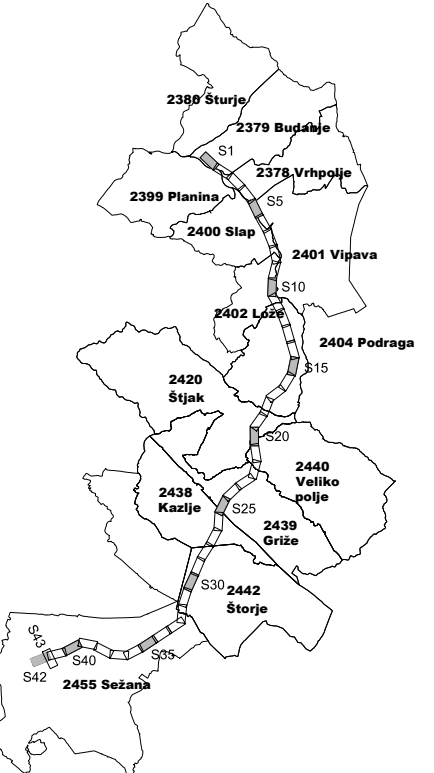 2380 Šturje
2379 Budanje
S1
2378 Vrhpolje
2399 Planina
S5
2400 Slap
2401 Vipava
S10
2402 Lože
2404 Podraga
S15
2420
Štjak
S20
2440
Veliko
polje
2438
Kazlje
S25
2439
Griže
S30
2442
Štorje
S43
S35
S40
S42
2455 Sežana